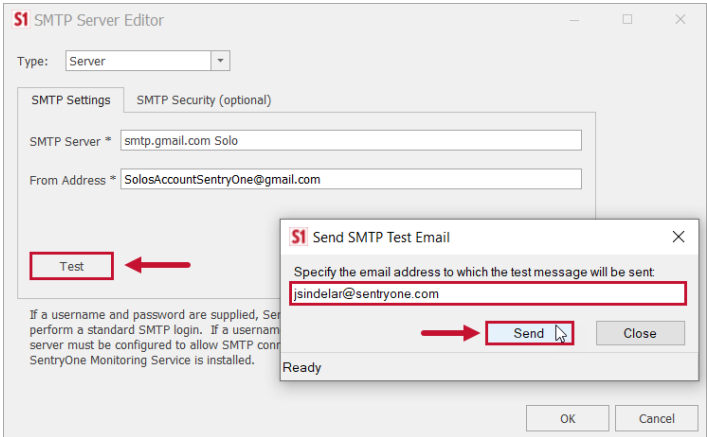 S1 SMTP Server Editor
Type: Server
SMTP Settings SMTP Security (optional)
SMTP Server * smtp.gmail.com Solo
From Address * SolosAccountSentryOne@gmail.com
Test
If a username and password are supplied, Ser
perform a standard SMTP login. If a usernam
server must be configured to allow SMTP conn
SentryOne Monitoring Service is installed.
S1 Send SMTP Test Email
Specify the email address to which the test message will be sent:
jsindelar@sentryone.com
Send Close
Ready
OK Cancel